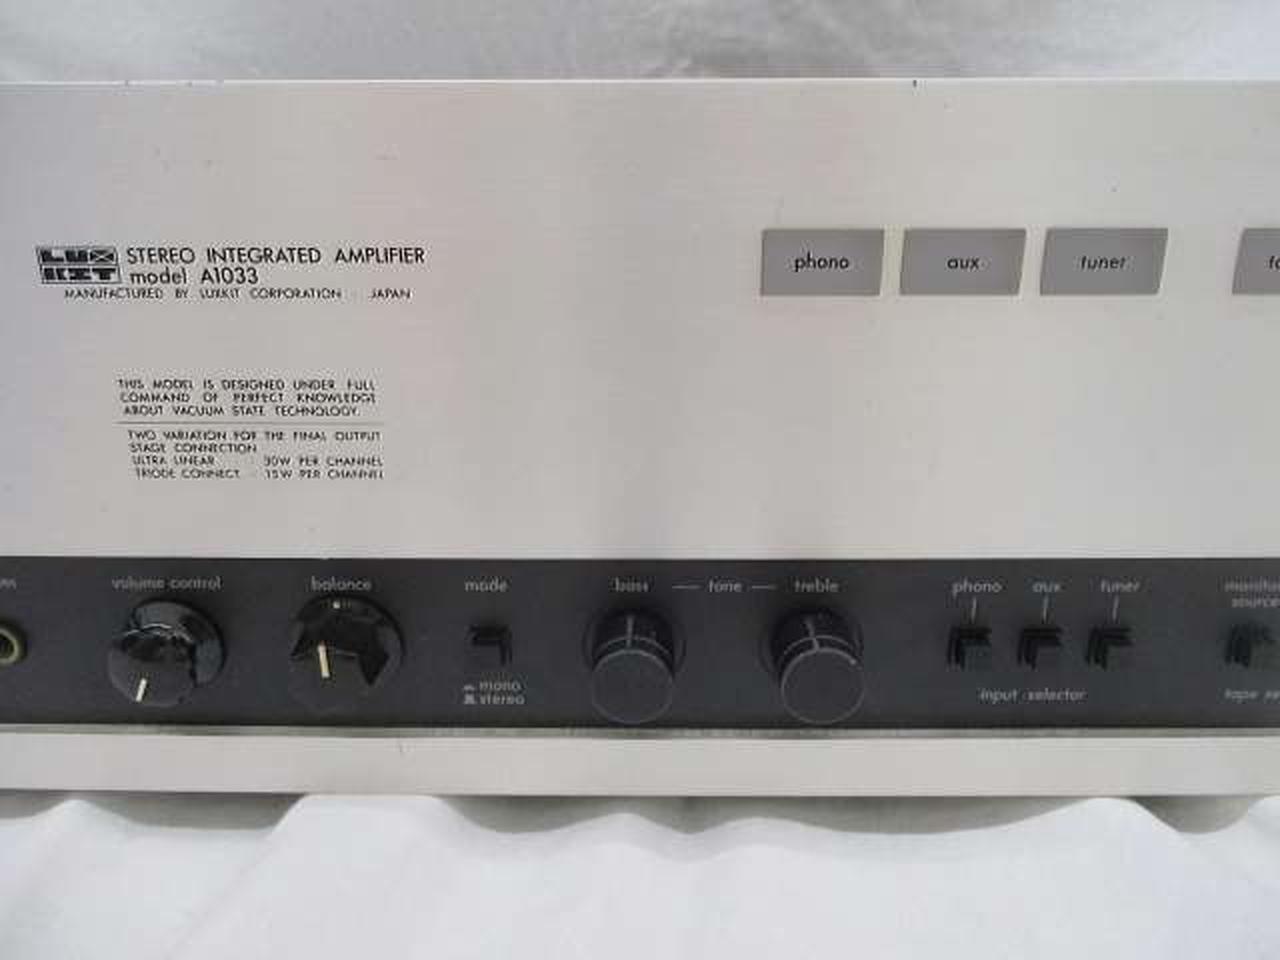 LUX
KIT
STEREO INTEGRATED AMPLIFIER
model A1033
MANUFACTURED BY LUXKIT CORPORATION · JAPAN
THIS MODEL IS DESIGNED UNDER FULL
COMMAND OF PERFECT KNOWLEDGE
ABOUT VACUUM STATE TECHNOLOGY.
TWO VARIATION FOR THE FINAL OUTPUT
STAGE CONNECTION
ULTRA LINEAR : 30W PER CHANNEL
TRIODE CONNECT : 15W PER CHANNEL
phono
aux
tuner
volume control
balance
mode
mono
stereo
bass — tone — treble
phono aux tuner
input selector
source
tape